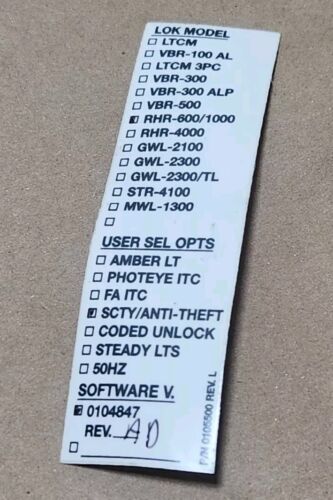 LOK MODEL
LTCM
VBR-100 AL
LTCM 3PC
VBR-300
VBR-300 ALP
VBR-500
RHR-600/1000
RHR-4000
GWL-2100
GWL-2300
GWL-2300/TL
STR-4100
MWL-1300
USER SEL OPTS
AMBER LT
PHOTEYE ITC
FA ITC
SCTY/ANTI-THEFT
CODED UNLOCK
STEADY LTS
50HZ
SOFTWARE V.
0104847
REV. AD
P/N 0105500 REV. L